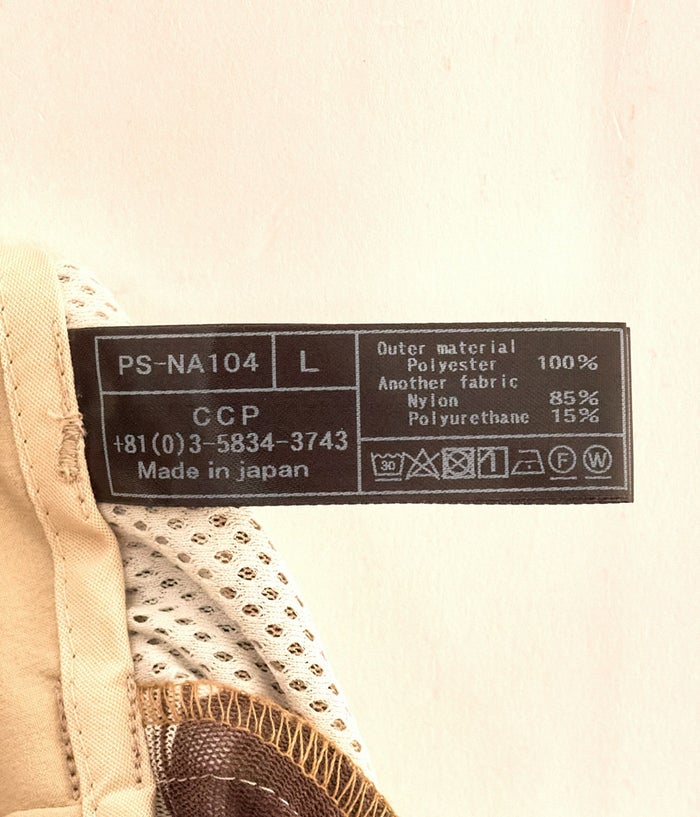 PS-NA104
L
CCP
+81(0)3-5834-3743
Made in japan
Outer material
Polyester 100%
Another fabric
Nylon 85%
Polyurethane 15%
30
F
W